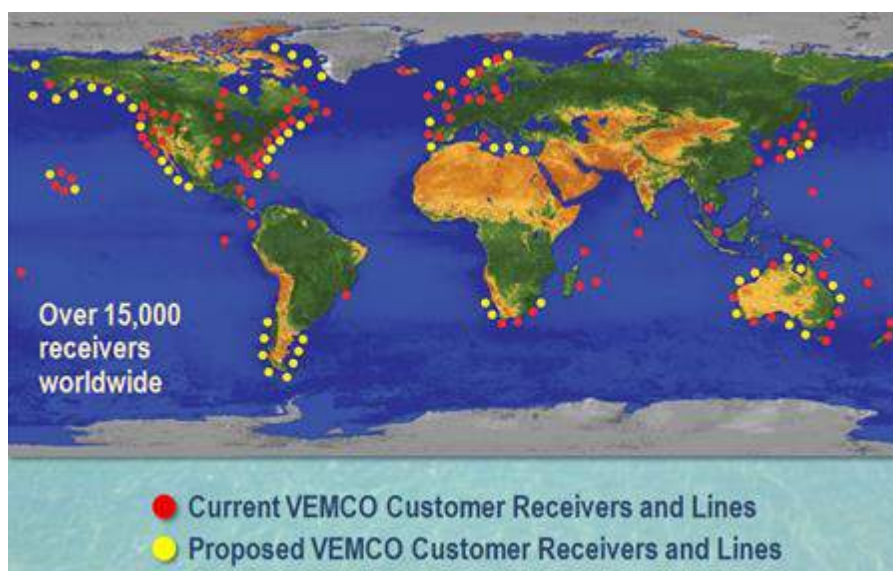 Over 15,000
receivers
worldwide
Current VEMCO Customer Receivers and Lines
Proposed VEMCO Customer Receivers and Lines